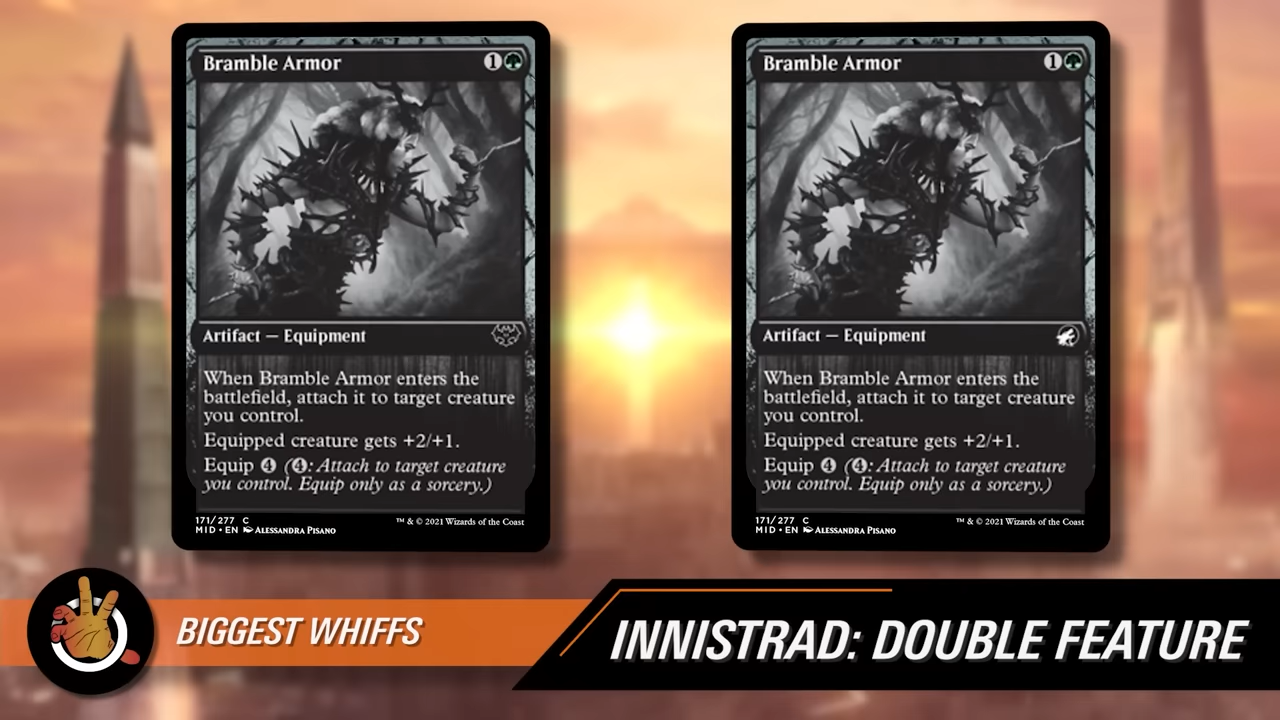 Bramble Armor 1
Artifact — Equipment
When Bramble Armor enters the
battlefield, attach it to target creature
you control.
Equipped creature gets +2/+1.
Equip 4 (4: Attach to target creature
you control. Equip only as a sorcery.)
171/277 C
MID • EN ALESSANDRA PISANO
™ & © 2021 Wizards of the Coast
Bramble Armor 1
Artifact — Equipment
When Bramble Armor enters the
battlefield, attach it to target creature
you control.
Equipped creature gets +2/+1.
Equip 4 (4: Attach to target creature
you control. Equip only as a sorcery.)
171/277 C
MID • EN ALESSANDRA PISANO
™ & © 2021 Wizards of the Coast
BIGGEST WHIFFS
INNISTRAD: DOUBLE FEATURE